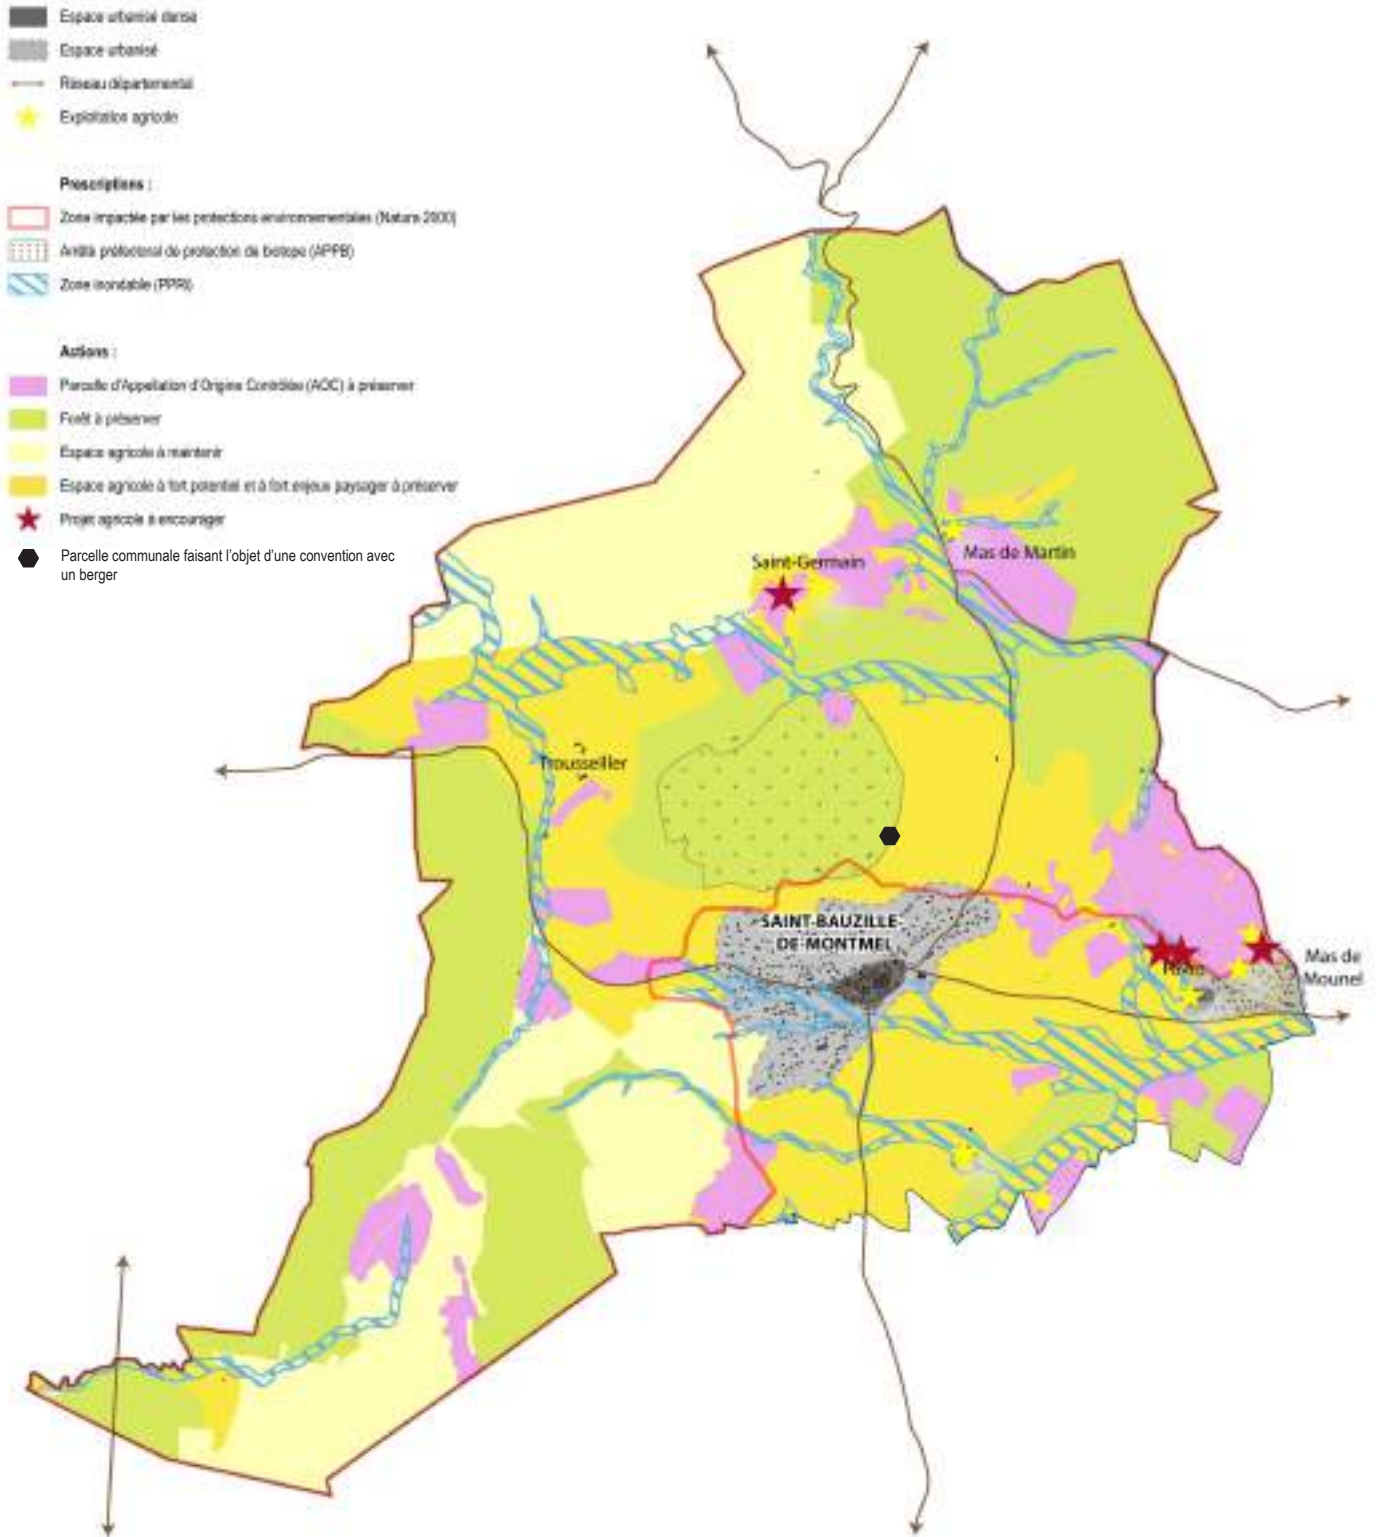 Espace urbanisé dense
Espace urbanisé
Réseau départemental
Exploitation agricole
Prescriptions :
Zone impactée par les protections environnementales (Natura 2000)
Arrêté préfectoral de protection de biotope (APPB)
Zone inondable (PPRI)
Actions :
Parcelle d'Appellation d'Origine Contrôlée (AOC) à préserver
Forêt à préserver
Espace agricole à maintenir
Espace agricole à fort potentiel et à fort enjeux paysager à préserver
Projet agricole à encourager
Parcelle communale faisant l'objet d'une convention avec
un berger
Mas de Martin
Saint-Germain
Trousseiller
SAINT-BAUZILLE-
DE-MONTMEL
Mas de
Mounel